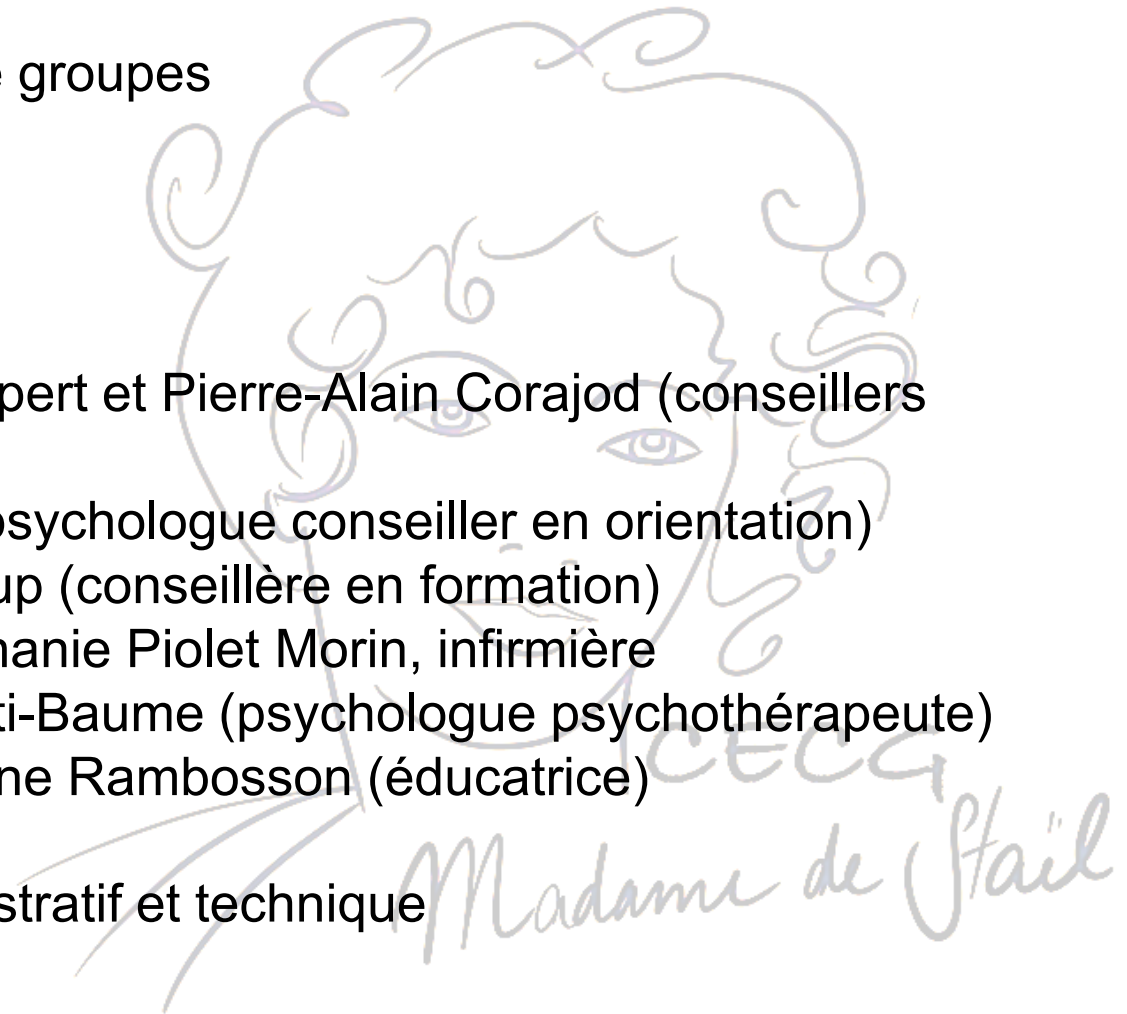 e groupes
pert et Pierre-Alain Corajod (conseillers
psychologue conseiller en orientation)
up (conseillère en formation)
hanie Piolet Morin, infirmière
ti-Baume (psychologue psychothérapeute)
ne Rambosson (éducatrice)
CECG
Madame de Staël
stratif et technique